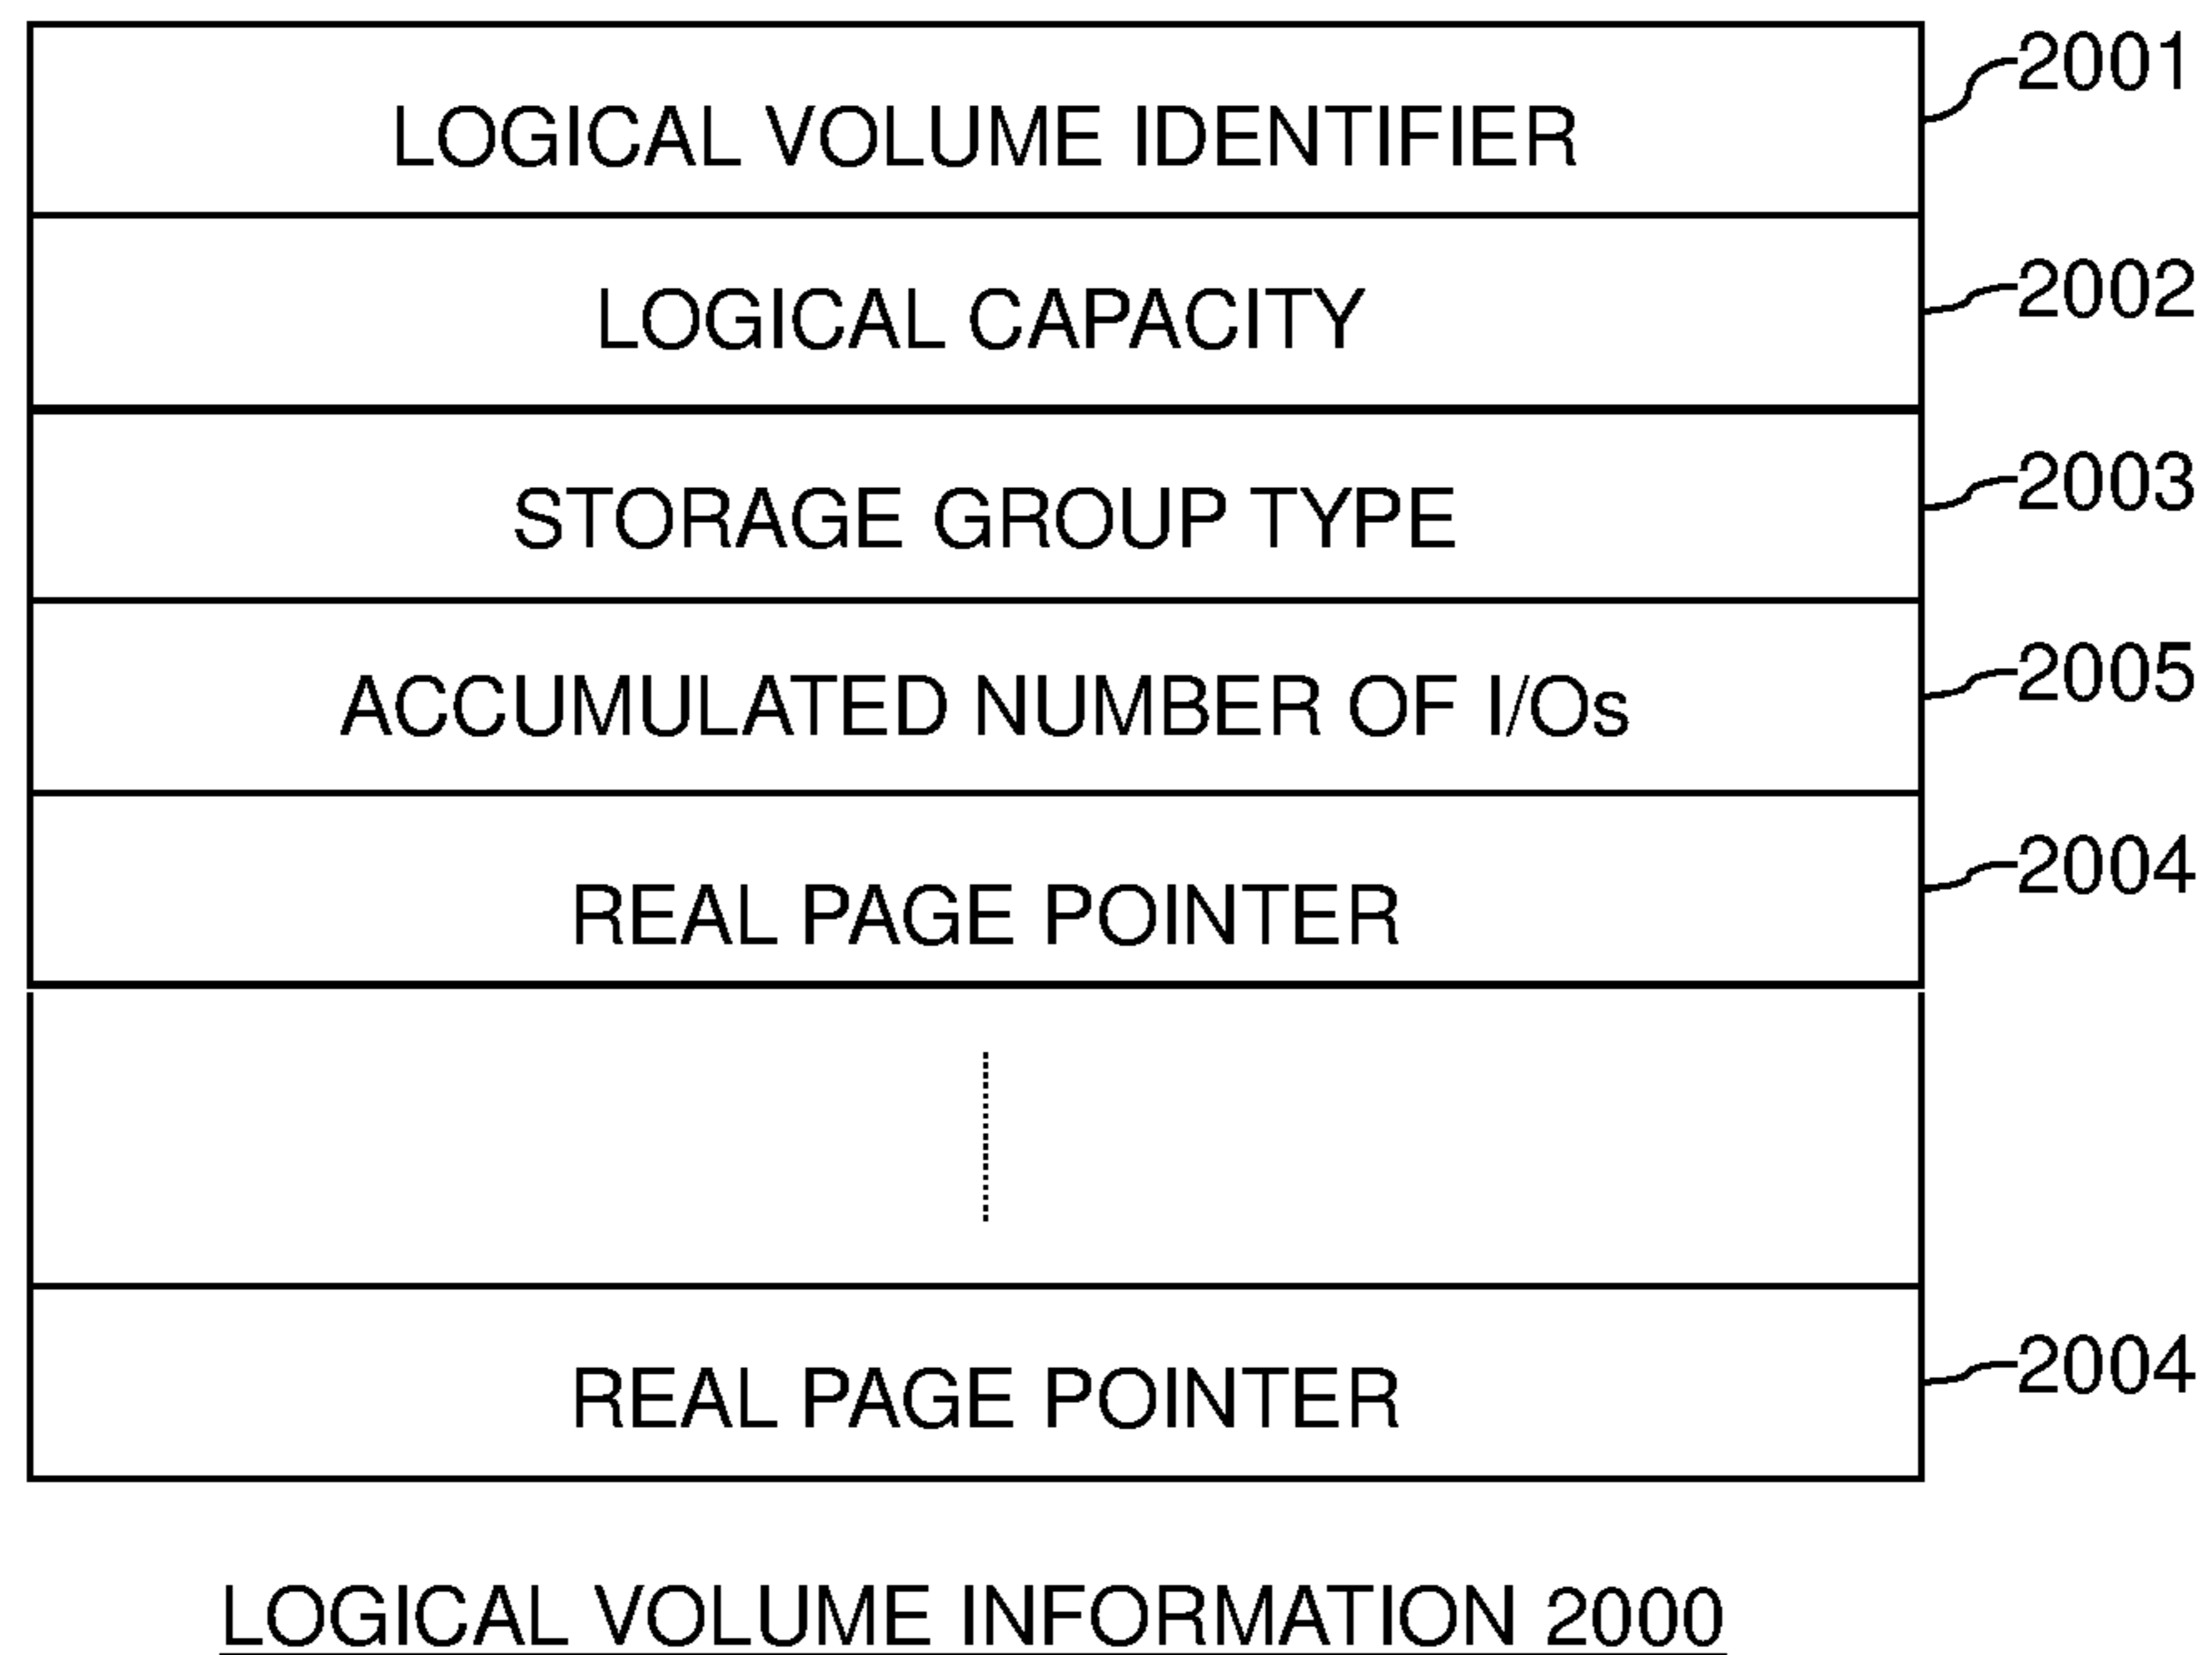 LOGICAL VOLUME IDENTIFIER 2001
LOGICAL CAPACITY 2002
STORAGE GROUP TYPE 2003
ACCUMULATED NUMBER OF I/Os 2005
REAL PAGE POINTER 2004
REAL PAGE POINTER 2004
LOGICAL VOLUME INFORMATION 2000